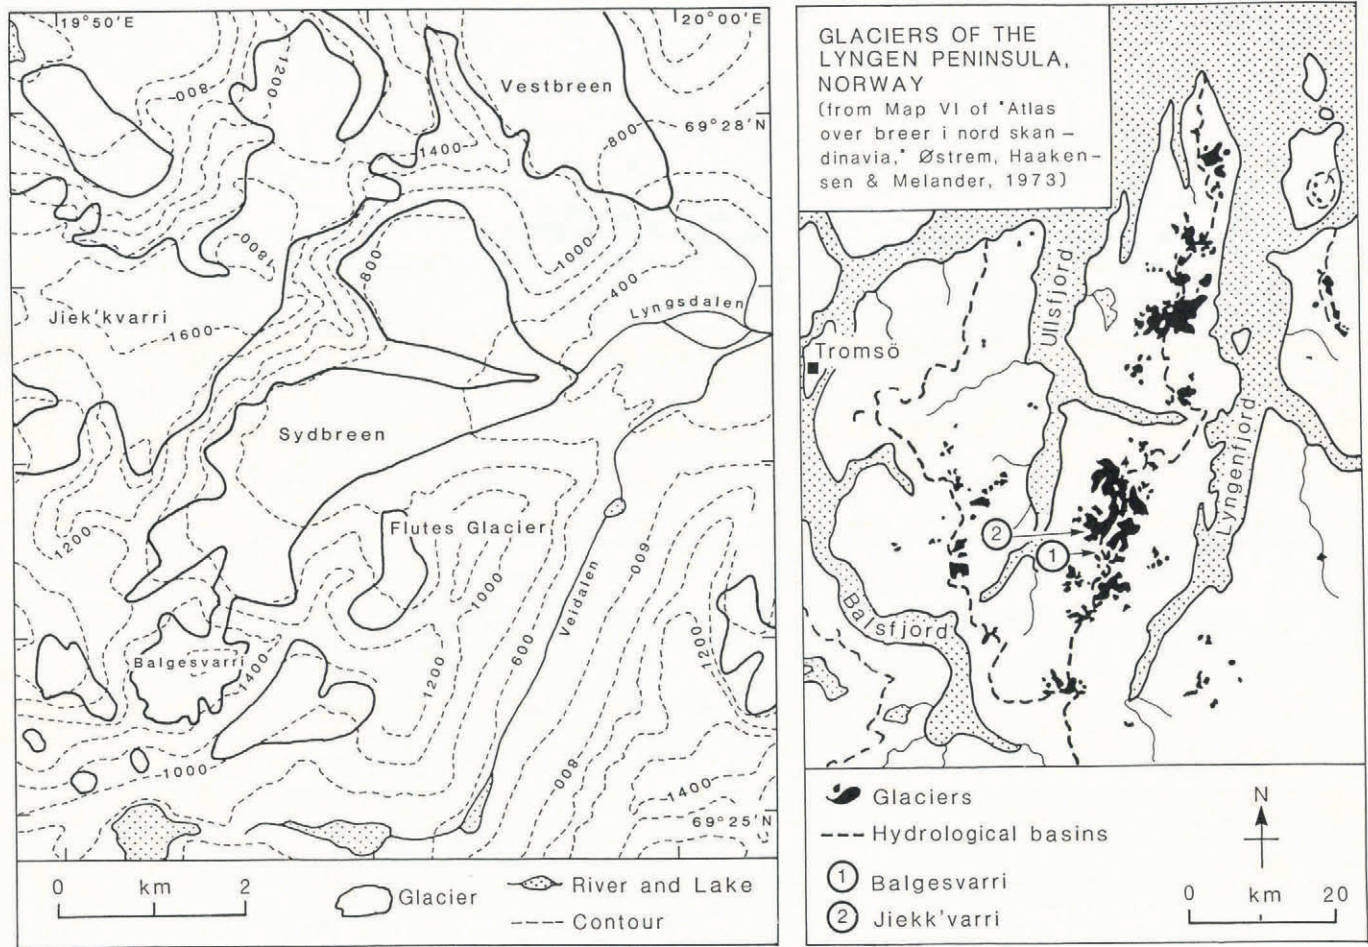 19°50'E
20°00'E
1200
800
Vestbreen
800
69°28'N
1400
1800
1000
800
400
Lyngsdalen
Jiek'kvarri
1600
Sydbreen
1200
Flutes Glacier
600
1000
Veidalen
600
1200
Balgesvarri
1400
1200
1000
800
1400
69°25'N
0 km 2
Glacier
River and Lake
Contour
GLACIERS OF THE
LYNGEN PENINSULA,
NORWAY
(from Map VI of "Atlas
over breer i nord skan-
dinavia," Østrem, Haaken-
sen & Melander, 1973)
Ullsfjord
Tromsö
Lyngenfjord
2
1
Balsfjord
Glaciers
Hydrological basins
1 Balgesvarri
2 Jiekk'varri
N
0 km 20